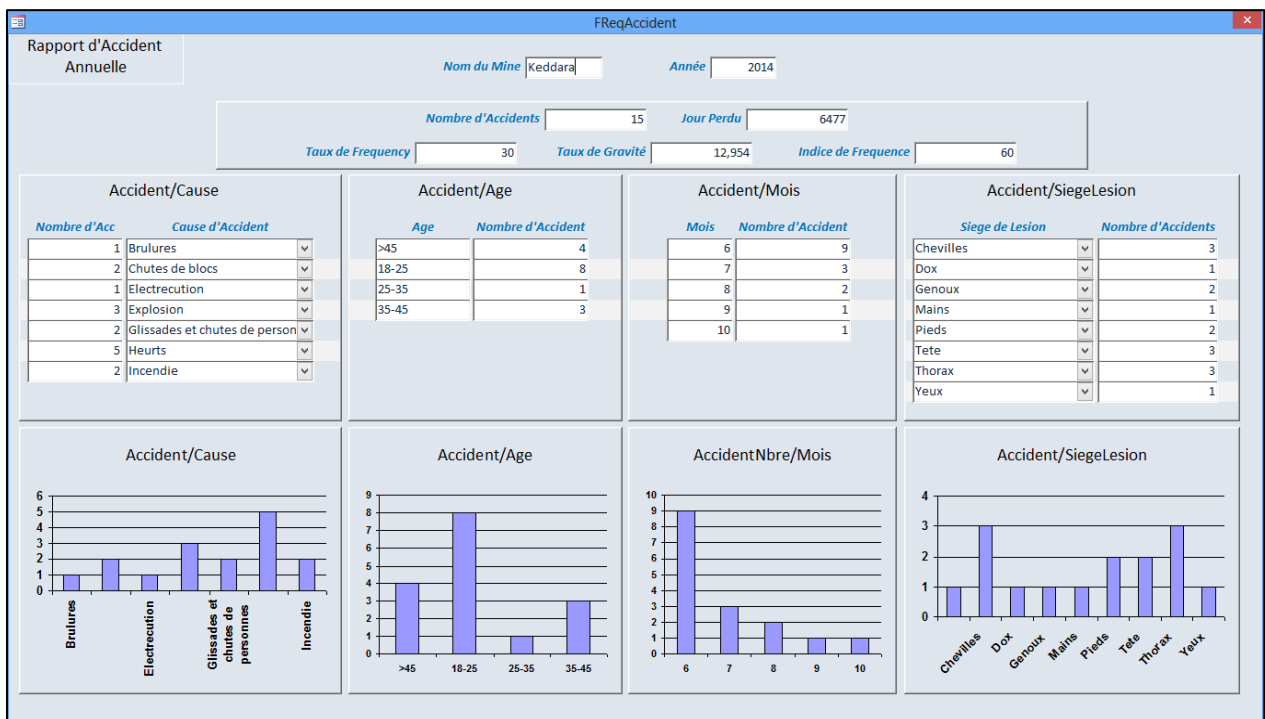 FReqAccident
Rapport d'Accident
Annuelle
Nom du Mine Keddara Année 2014
Nombre d'Accidents 15 Jour Perdu 6477
Taux de Frequency 30 Taux de Gravité 12,954 Indice de Frequence 60
Accident/Cause
Nombre d'Acc Cause d'Accident
1 Brulures
2 Chutes de blocs
1 Electrecution
3 Explosion
2 Glissades et chutes de person
5 Heurts
2 Incendie
Accident/Age
Age Nombre d'Accident
>45 4
18-25 8
25-35 1
35-45 3
Accident/Mois
Mois Nombre d'Accident
6 9
7 3
8 2
9 1
10 1
Accident/SiegeLesion
Siege de Lesion Nombre d'Accidents
Chevilles 3
Dox 1
Genoux 2
Mains 1
Pieds 2
Tete 3
Thorax 3
Yeux 1
Accident/Cause
6
5
4
3
2
1
0
Brulures
Electrecution
Glissades et
chutes de
personnes
Incendie
Accident/Age
9
8
7
6
5
4
3
2
1
0
>45 18-25 25-35 35-45
AccidentNbre/Mois
10
9
8
7
6
5
4
3
2
1
0
6 7 8 9 10
Accident/SiegeLesion
4
3
2
1
0
Chevilles Dox Genoux Mains Pieds Tete Thorax Yeux